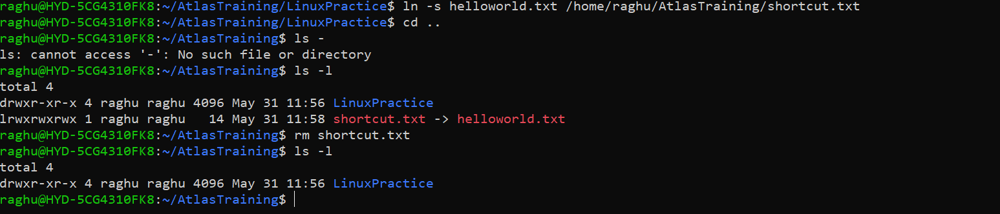 raghu@HYD-5CG4310FK8:~/AtlasTraining/LinuxPractice$ ln -s helloworld.txt /home/raghu/AtlasTraining/shortcut.txt
raghu@HYD-5CG4310FK8:~/AtlasTraining/LinuxPractice$ cd ..
raghu@HYD-5CG4310FK8:~/AtlasTraining$ ls -
ls: cannot access '-': No such file or directory
raghu@HYD-5CG4310FK8:~/AtlasTraining$ ls -l
total 4
drwxr-xr-x 4 raghu raghu 4096 May 31 11:56 LinuxPractice
lrwxrwxrwx 1 raghu raghu   14 May 31 11:58 shortcut.txt -> helloworld.txt
raghu@HYD-5CG4310FK8:~/AtlasTraining$ rm shortcut.txt
raghu@HYD-5CG4310FK8:~/AtlasTraining$ ls -l
total 4
drwxr-xr-x 4 raghu raghu 4096 May 31 11:56 LinuxPractice
raghu@HYD-5CG4310FK8:~/AtlasTraining$